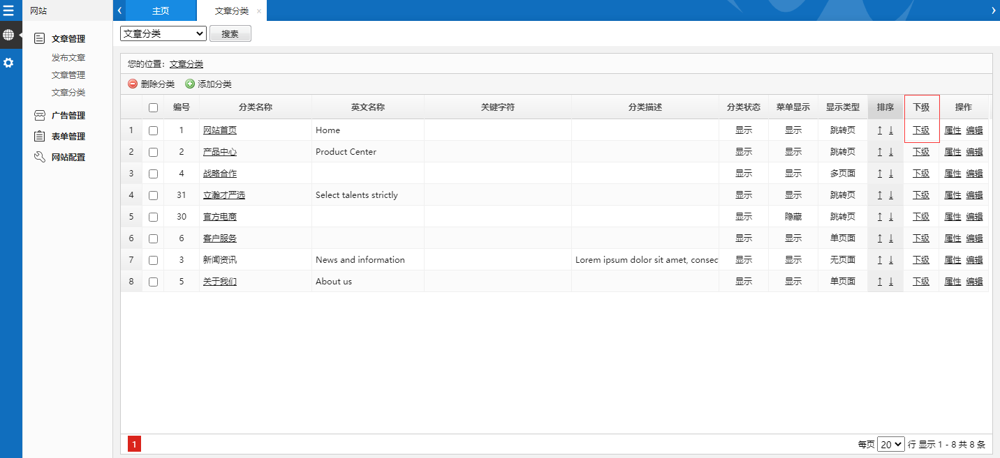 网站
主页
文章分类 ×
文章管理
发布文章
文章管理
文章分类
广告管理
表单管理
网站配置
文章分类 搜索
您的位置: 文章分类
删除分类 添加分类
编号 分类名称 英文名称 关键字符 分类描述 分类状态 菜单显示 显示类型 排序 下级 操作
1 1 网站首页 Home 显示 显示 跳转页 ↑ ↓ 下级 属性 编辑
2 2 产品中心 Product Center 显示 显示 跳转页 ↑ ↓ 下级 属性 编辑
3 4 战略合作 显示 显示 多页面 ↑ ↓ 下级 属性 编辑
4 31 立瀚才严选 Select talents strictly 显示 显示 跳转页 ↑ ↓ 下级 属性 编辑
5 30 官方电商 显示 隐藏 跳转页 ↑ ↓ 下级 属性 编辑
6 6 客户服务 显示 显示 单页面 ↑ ↓ 下级 属性 编辑
7 3 新闻资讯 News and information Lorem ipsum dolor sit amet, consec 显示 显示 无页面 ↑ ↓ 下级 属性 编辑
8 5 关于我们 About us 显示 显示 单页面 ↑ ↓ 下级 属性 编辑
1
每页 20 行 显示 1 - 8 共 8 条